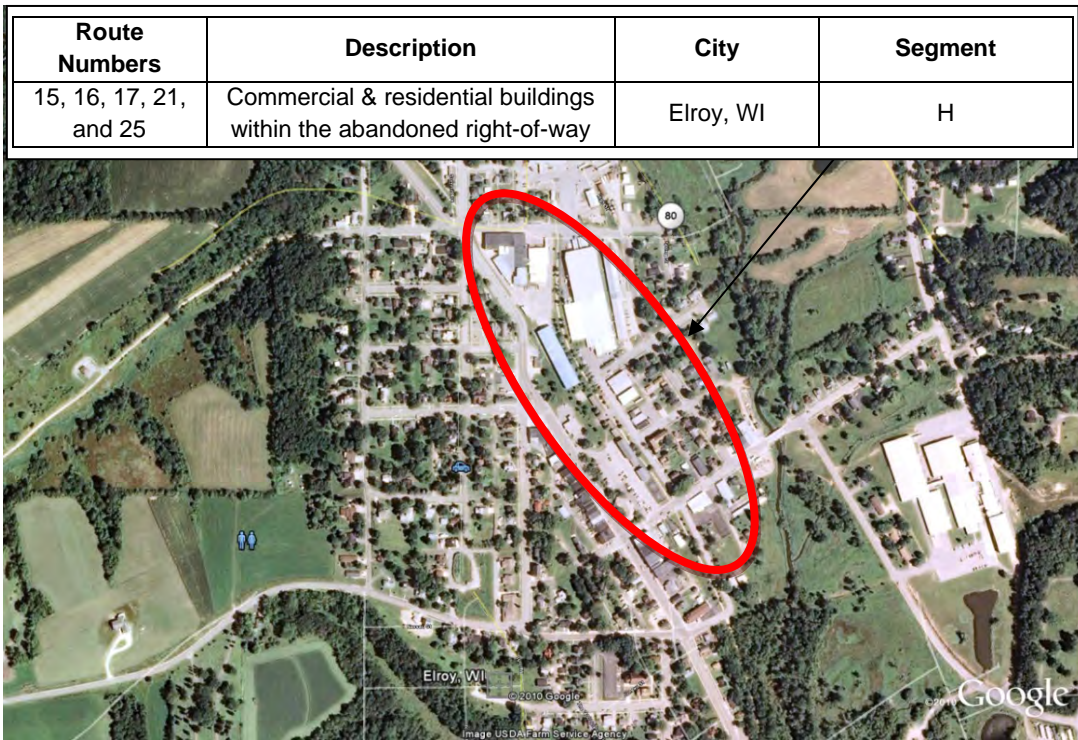 Route
Numbers
Description
City
Segment
15, 16, 17, 21,
and 25
Commercial & residential buildings
within the abandoned right-of-way
Elroy, WI
H
80
Elroy, WI
© 2010 Google
Image USDA Farm Service Agency
Google